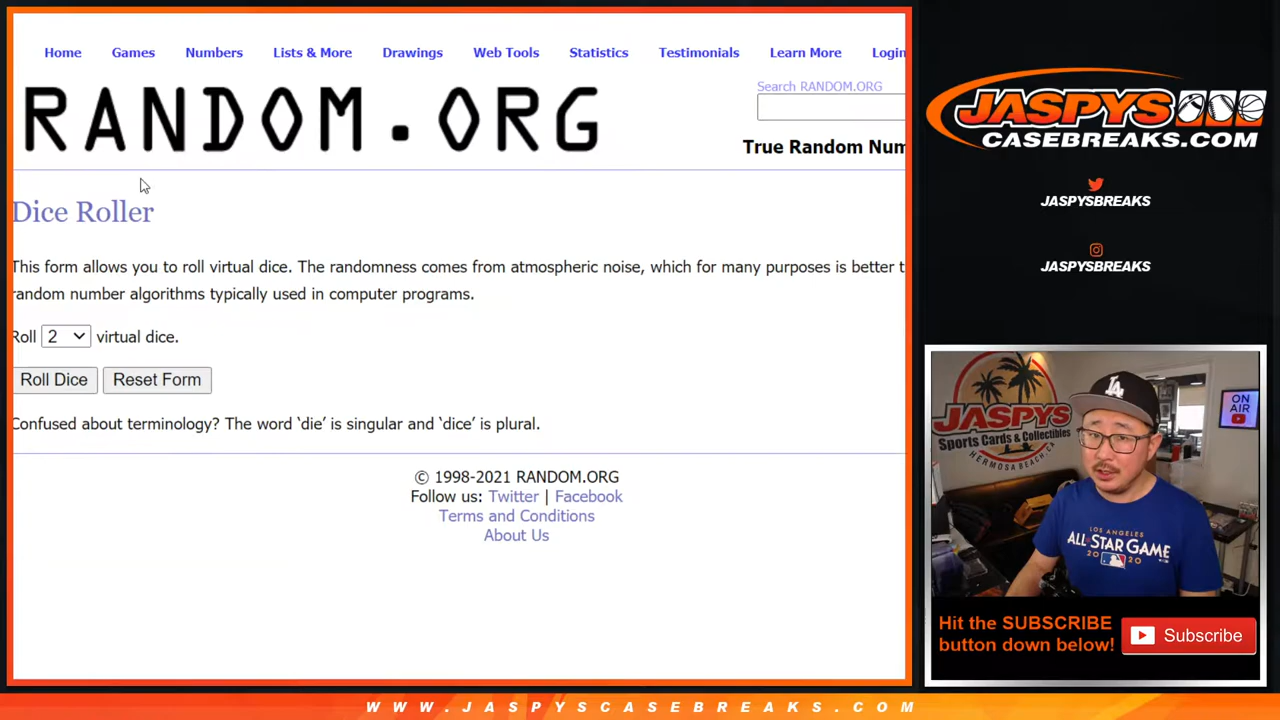 Home Games Numbers Lists & More Drawings Web Tools Statistics Testimonials Learn More Login
RANDOM.ORG
Search RANDOM.ORG
True Random Num
Dice Roller
This form allows you to roll virtual dice. The randomness comes from atmospheric noise, which for many purposes is better t
random number algorithms typically used in computer programs.
Roll 2 virtual dice.
Roll Dice Reset Form
Confused about terminology? The word ‘die’ is singular and ‘dice’ is plural.
© 1998-2021 RANDOM.ORG
Follow us: Twitter | Facebook
Terms and Conditions
About Us
JASPYS
CASEBREAKS.COM
JASPYSBREAKS
JASPYSBREAKS
JASPYS
Sports Cards & Collectibles
HERMOSA BEACH, CA
LA
ON
AIR
LOS ANGELES
ALL-STAR GAME
2020
Hit the SUBSCRIBE
button down below!
Subscribe
WWW.JASPYSCASEBREAKS.COM